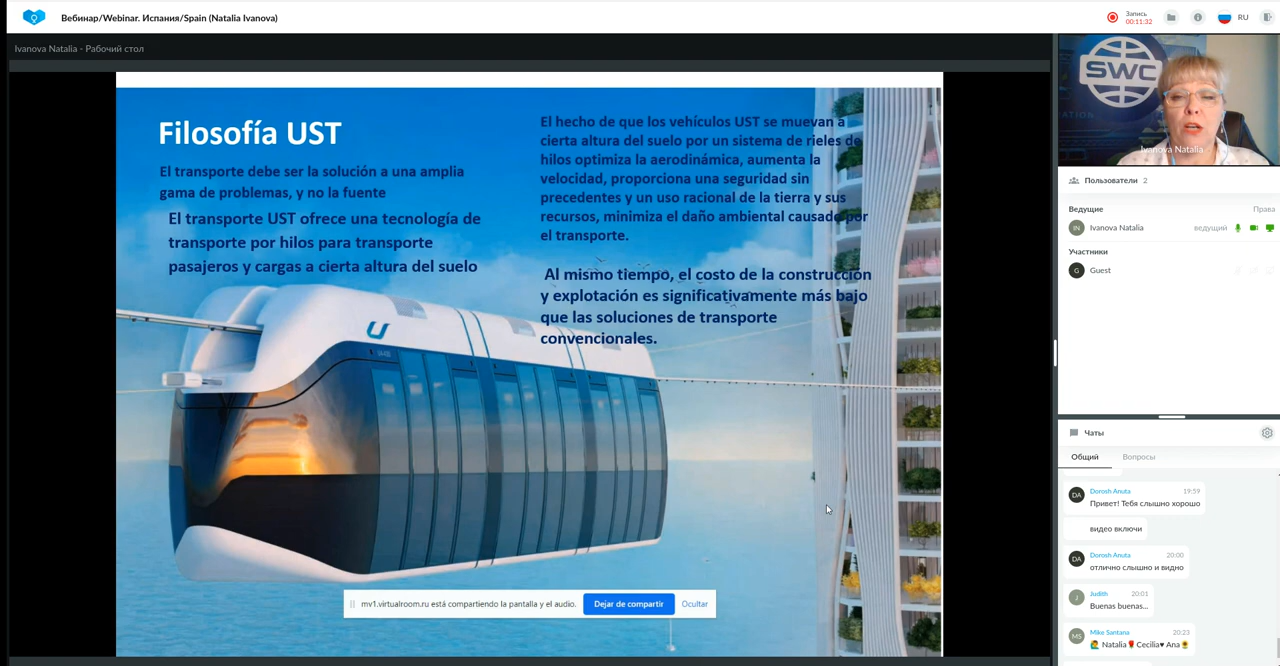 Вебинар/Webinar. Испания/Spain (Natalia Ivanova)
Запись
00:11:32
RU
Ivanova Natalia - Рабочий стол
Filosofía UST
El transporte debe ser la solución a una amplia
gama de problemas, y no la fuente
El transporte UST ofrece una tecnología de
transporte por hilos para transporte
pasajeros y cargas a cierta altura del suelo
El hecho de que los vehículos UST se muevan a
cierta altura del suelo por un sistema de rieles de
hilos optimiza la aerodinámica, aumenta la
velocidad, proporciona una seguridad sin
precedentes y un uso racional de la tierra y sus
recursos, minimiza el daño ambiental causado por
el transporte.
Al mismo tiempo, el costo de la construcción
y explotación es significativamente más bajo
que las soluciones de transporte
convencionales.
U
mv1.virtualroom.ru está compartiendo la pantalla y el audio.
Dejar de compartir
Ocultar
SWC
Ivanova Natalia
Пользователи 2
Ведущие
Права
IN
Ivanova Natalia
ведущий
Участники
G
Guest
Чаты
Общий
Вопросы
DA
Dorosh Anuta
19:59
Привет! Тебя слышно хорошо
видео включи
DA
Dorosh Anuta
20:00
отлично слышно и видно
J
Judith
20:01
Buenas buenas...
MS
Mike Santana
20:23
🙋‍♂️ Natalia🌹Cecilia♥ Ana🌻